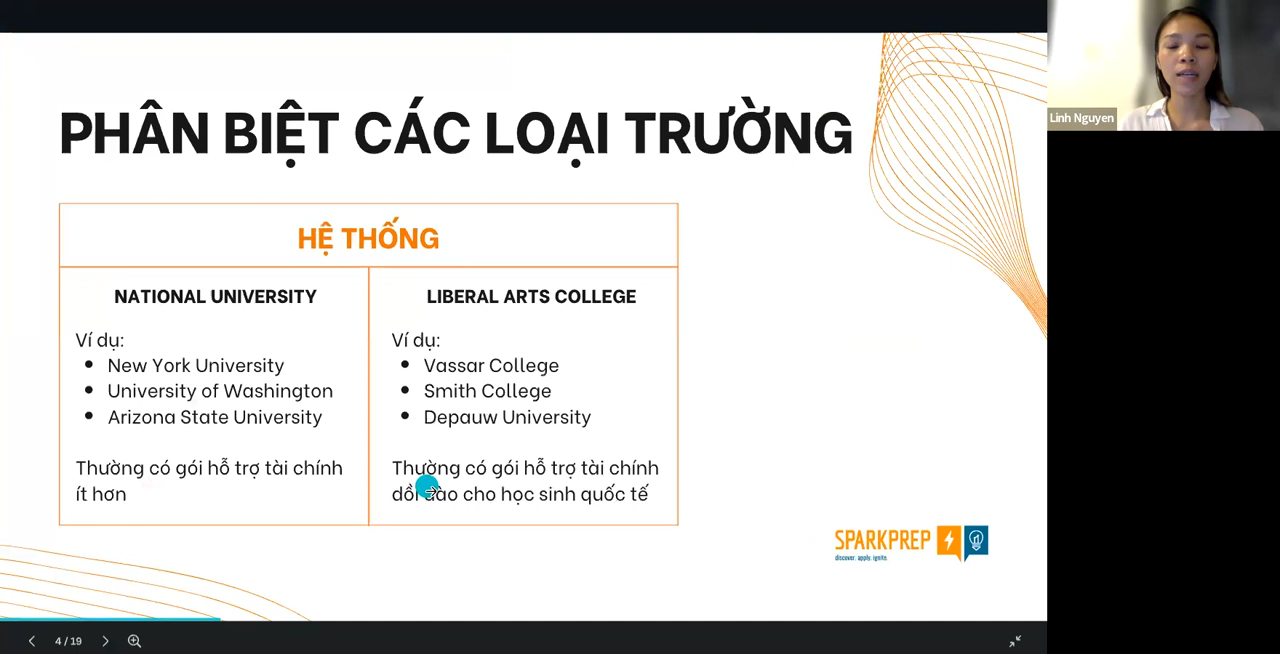 PHÂN BIỆT CÁC LOẠI TRƯỜNG
HỆ THỐNG
NATIONAL UNIVERSITY
Ví dụ:
New York University
University of Washington
Arizona State University
Thường có gói hỗ trợ tài chính
ít hơn
LIBERAL ARTS COLLEGE
Ví dụ:
Vassar College
Smith College
Depauw University
Thường có gói hỗ trợ tài chính
dồi dào cho học sinh quốc tế
SPARKPREP
discover. apply. ignite.
4 / 19
Linh Nguyen